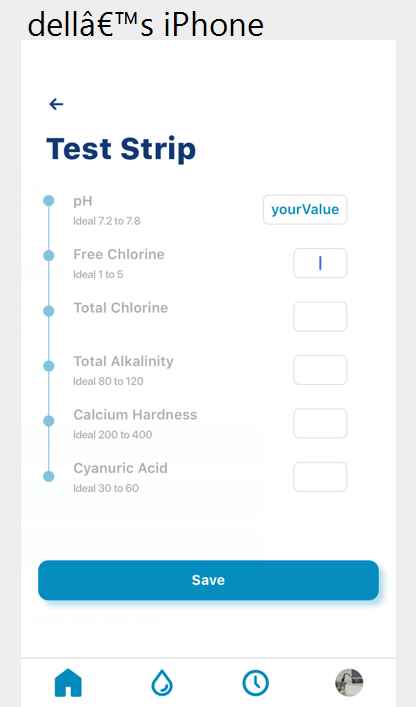 dellâ€™s iPhone
Test Strip
pH
yourValue
Ideal 7.2 to 7.8
Free Chlorine
Ideal 1 to 5
Total Chlorine
Total Alkalinity
Ideal 80 to 120
Calcium Hardness
Ideal 200 to 400
Cyanuric Acid
Ideal 30 to 60
Save